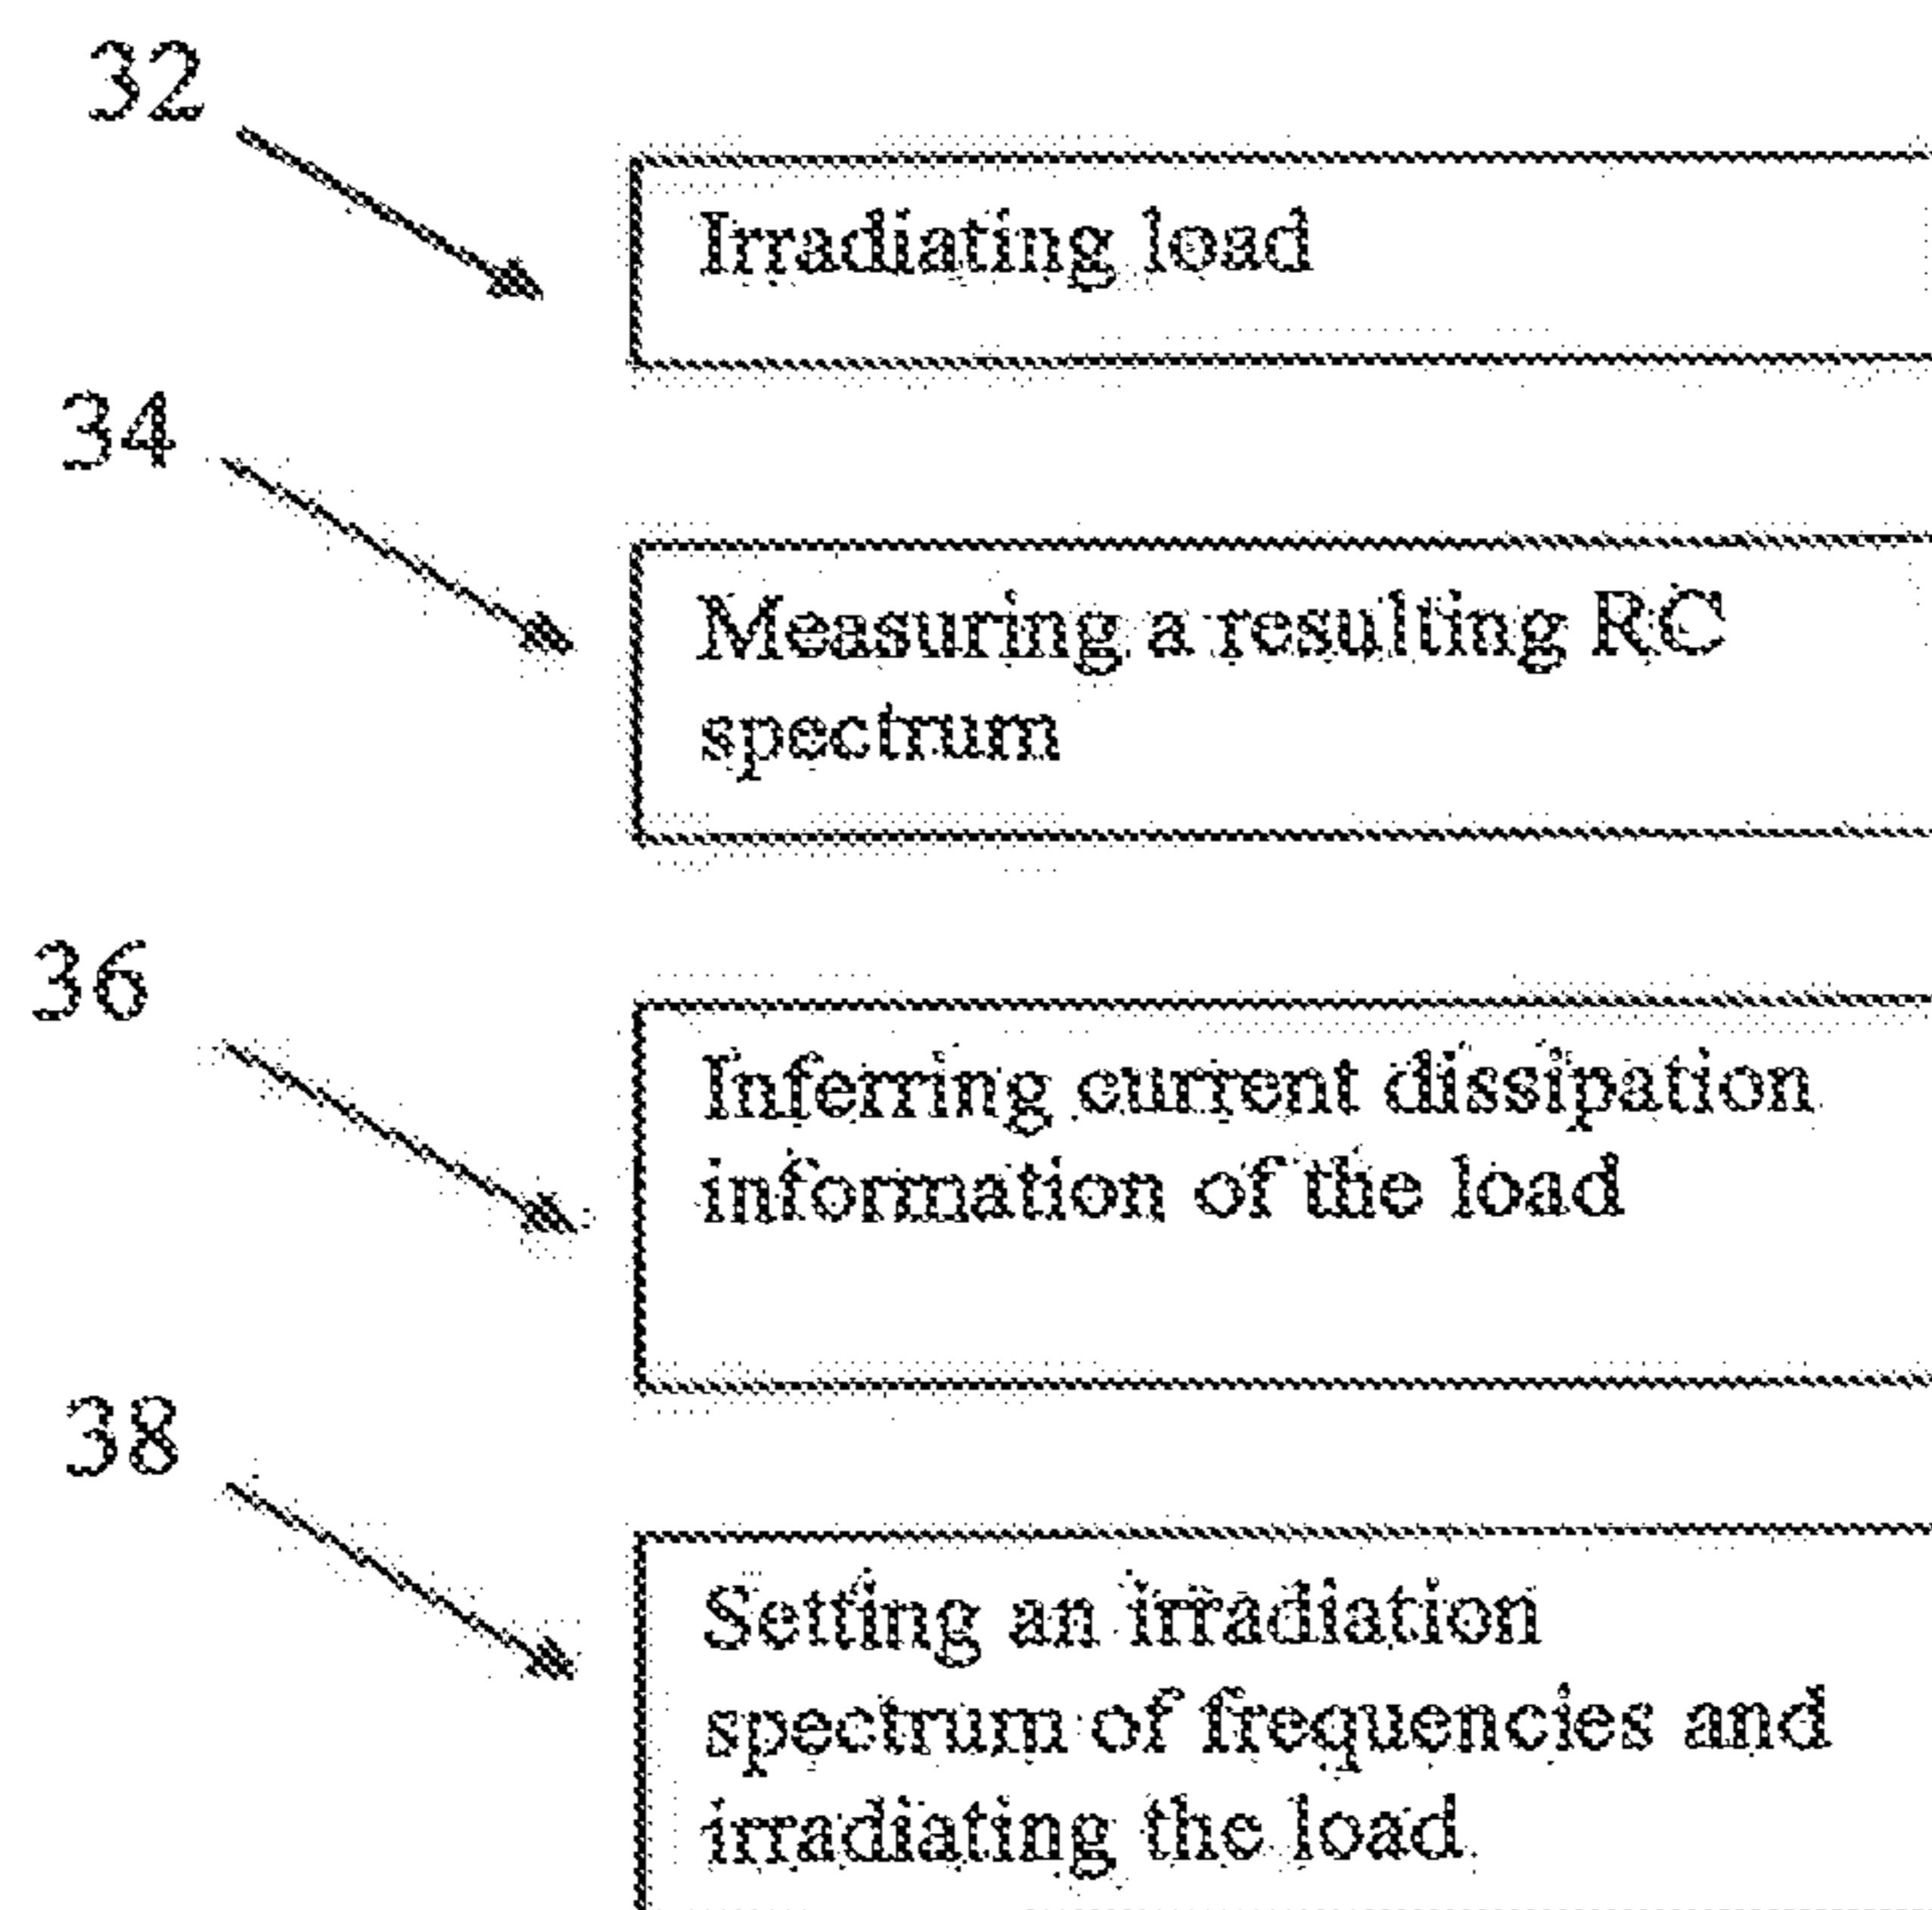 32
Irradiating load
34
Measuring a resulting RC
spectrum
36
Inferring current dissipation
information of the load
38
Setting an irradiation
spectrum of frequencies and
irradiating the load